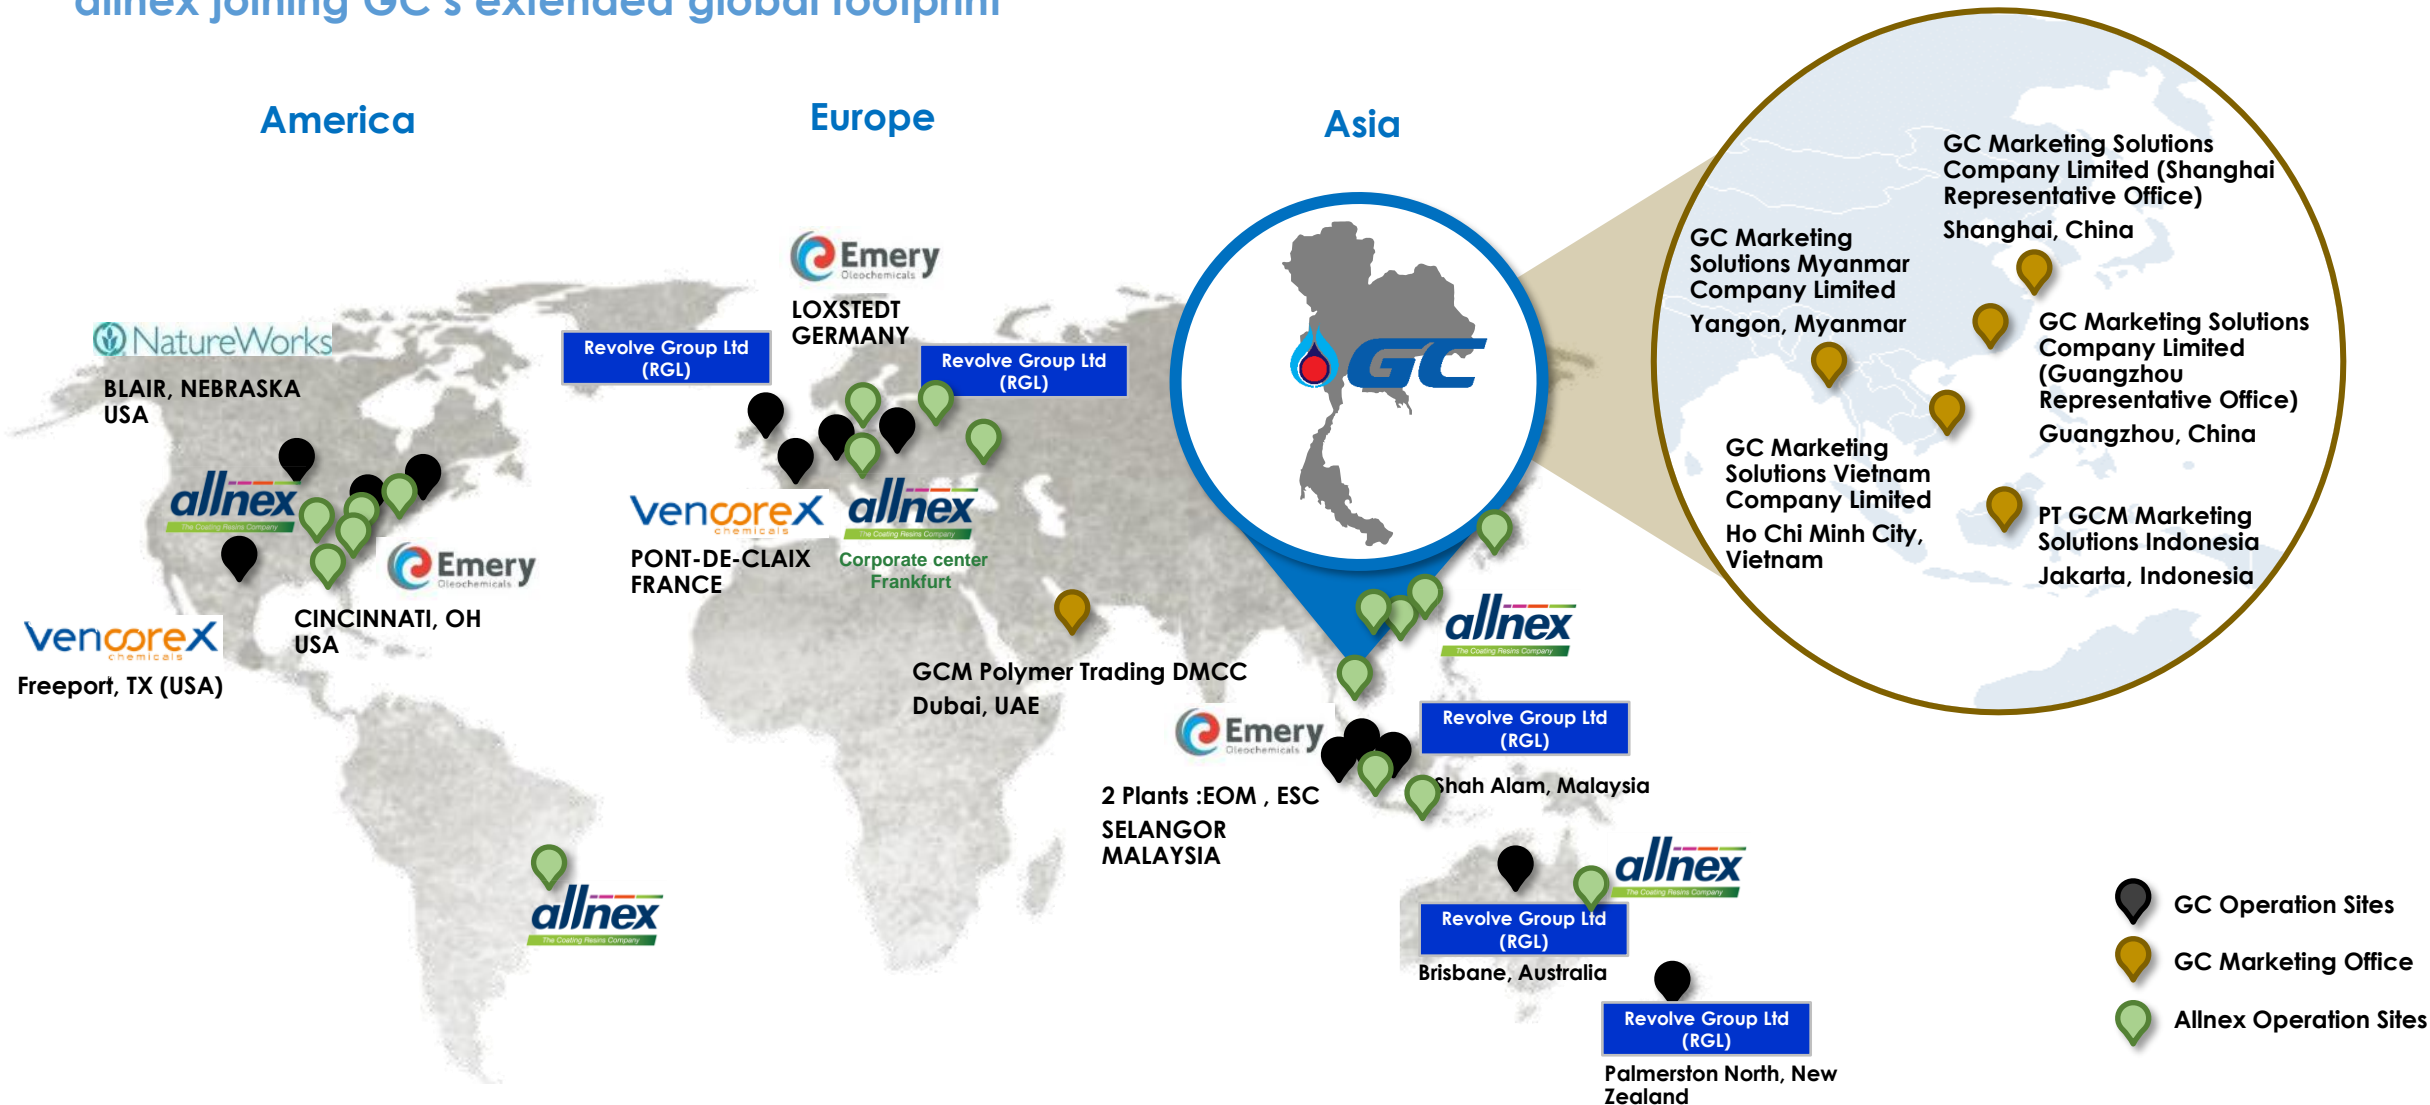 allnex joining GC's extended global footprint
America
Europe
Asia
NatureWorks
BLAIR, NEBRASKA
USA
allnex
The Coating Resins Company
Emery
Oleochemicals
CINCINNATI, OH
USA
vencorex
chemicals
Freeport, TX (USA)
allnex
The Coating Resins Company
Revolve Group Ltd
(RGL)
Emery
Oleochemicals
LOXSTEDT
GERMANY
Revolve Group Ltd
(RGL)
vencorex
chemicals
PONT-DE-CLAIX
FRANCE
allnex
The Coating Resins Company
Corporate center
Frankfurt
GCM Polymer Trading DMCC
Dubai, UAE
GC
allnex
The Coating Resins Company
Emery
Oleochemicals
2 Plants :EOM , ESC
SELANGOR
MALAYSIA
Revolve Group Ltd
(RGL)
Shah Alam, Malaysia
allnex
The Coating Resins Company
Revolve Group Ltd
(RGL)
Brisbane, Australia
Revolve Group Ltd
(RGL)
Palmerston North, New
Zealand
GC Marketing Solutions
Company Limited (Shanghai
Representative Office)
Shanghai, China
GC Marketing
Solutions Myanmar
Company Limited
Yangon, Myanmar
GC Marketing Solutions
Company Limited
(Guangzhou
Representative Office)
Guangzhou, China
GC Marketing
Solutions Vietnam
Company Limited
Ho Chi Minh City,
Vietnam
PT GCM Marketing
Solutions Indonesia
Jakarta, Indonesia
GC Operation Sites
GC Marketing Office
Allnex Operation Sites